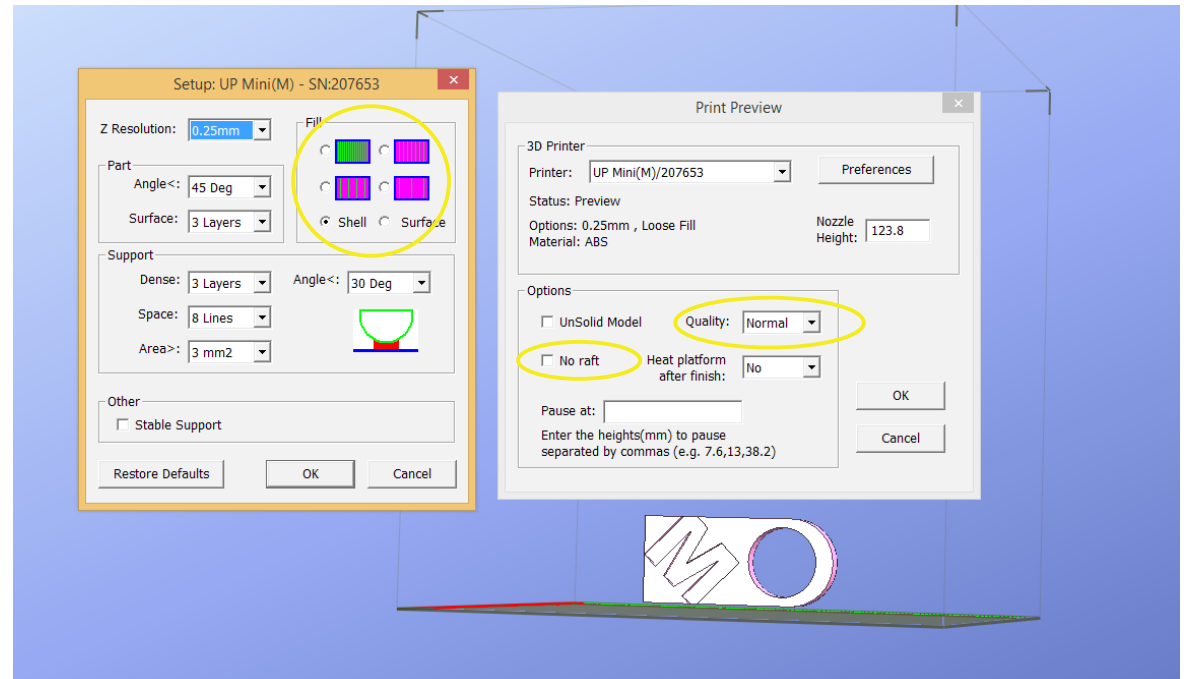 Setup: UP Mini(M) - SN:207653
Z Resolution: 0.25mm
Fill
Part
Angle<: 45 Deg
Surface: 3 Layers
Shell Surface
Support
Dense: 3 Layers Angle<: 30 Deg
Space: 8 Lines
Area>: 3 mm2
Other
Stable Support
Restore Defaults OK Cancel
Print Preview
3D Printer
Printer: UP Mini(M)/207653 Preferences
Status: Preview
Options: 0.25mm , Loose Fill
Material: ABS
Nozzle
Height: 123.8
Options
UnSolid Model Quality: Normal
No raft Heat platform
after finish: No
Pause at:
Enter the heights(mm) to pause
separated by commas (e.g. 7.6,13,38.2)
OK
Cancel
M